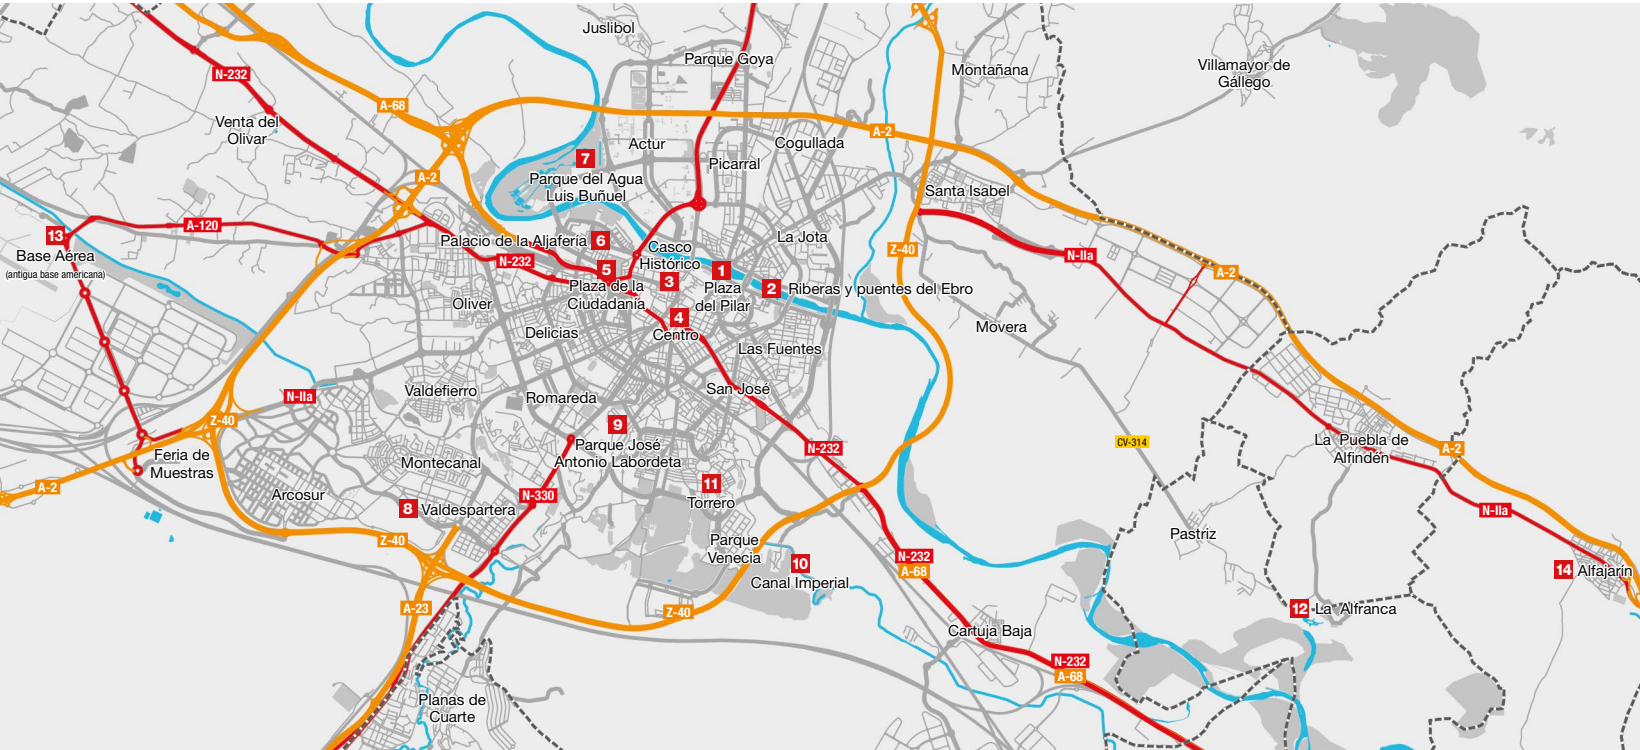 Juslibol
Parque Goya
Montañana
Villamayor de
Gállego
N-232
A-68
Venta del
Olivar
A-2
Actur
Cogullada
Picarral
7
Parque del Agua
Luis Buñuel
A-2
Santa Isabel
A-120
13
Base Aérea
(antigua base americana)
Palacio de la Aljafería
6
Casco
Histórico
La Jota
Z-40
N-IIa
A-2
N-232
5
Plaza de la
Ciudadanía
3
1
Plaza
del Pilar
2
Riberas y puentes del Ebro
Oliver
4
Centro
Delicias
Movera
Las Fuentes
N-IIa
Valdefierro
Romareda
San José
Z-40
9
Parque José
Antonio Labordeta
N-232
CV-314
La Puebla de
Alfindén
A-2
Feria de
Muestras
Montecanal
A-2
Arcosur
N-330
11
Torrero
8
Valdespartera
N-IIa
Z-40
Parque
Venecia
Pastriz
N-232
A-68
10
Canal Imperial
14
Alfajarin
A-23
Z-40
12
La Alfranca
Cartuja Baja
N-232
A-68
Planas de
Cuarte